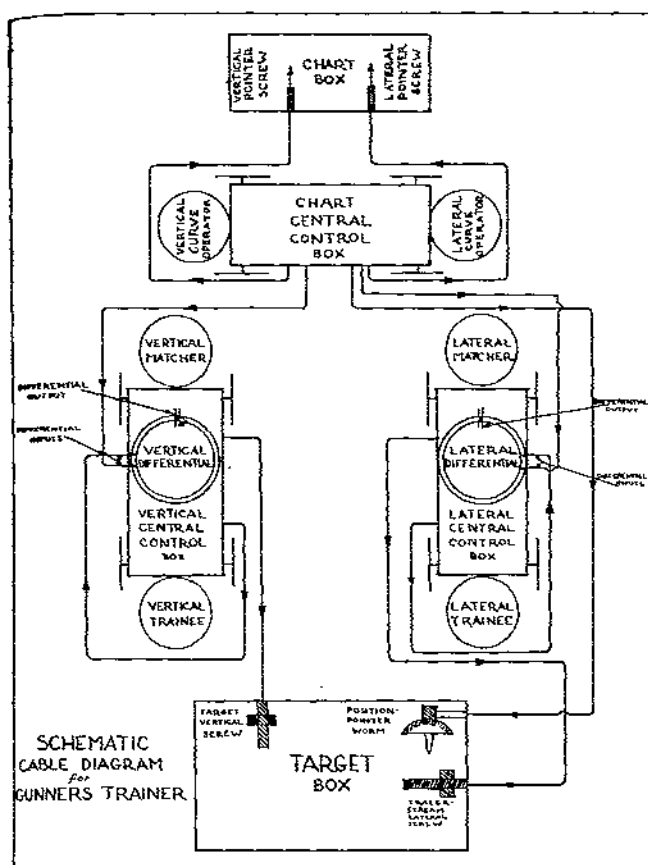 VERTICAL
POINTER
SCREW
CHART
BOX
LATERAL
POINTER
SCREW
VERTICAL
CURVE
OPERATOR
CHART
CENTRAL
CONTROL
BOX
LATERAL
CURVE
OPERATOR
VERTICAL
MATCHER
LATERAL
MATCHER
DIFFERENTIAL
OUTPUT
DIFFERENTIAL
OUTPUT
DIFFERENTIAL
INPUTS
VERTICAL
DIFFERENTIAL
LATERAL
DIFFERENTIAL
DIFFERENTIAL
INPUTS
VERTICAL
CENTRAL
CONTROL
BOX
LATERAL
CENTRAL
CONTROL
BOX
VERTICAL
TRAINEE
LATERAL
TRAINEE
TARGET
VERTICAL
SCREW
POSITION-
POINTER
WORM
SCHEMATIC
CABLE DIAGRAM
for
GUNNERS TRAINER
TARGET
BOX
TRACER-
STREAM
LATERAL
SCREW